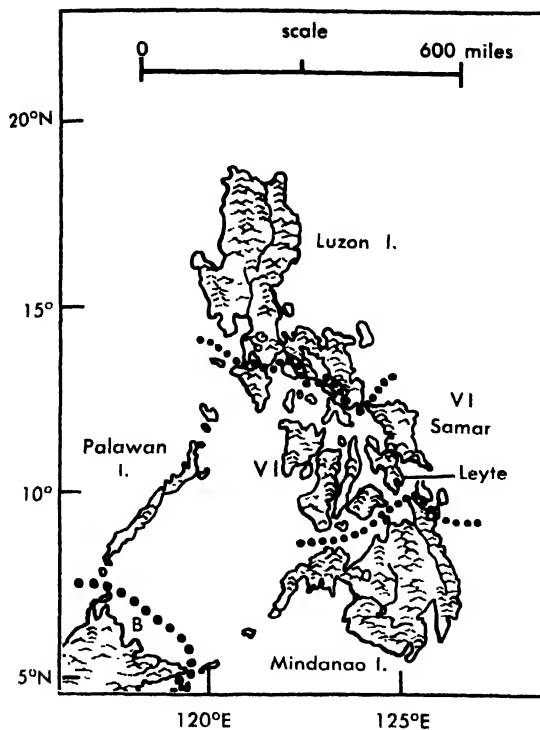 scale
0 600 miles
20°N
Luzon I.
15°
VI
Samar
Palawan
I.
VI
Leyte
10°
B
Mindanao I.
5°N
120°E 125°E